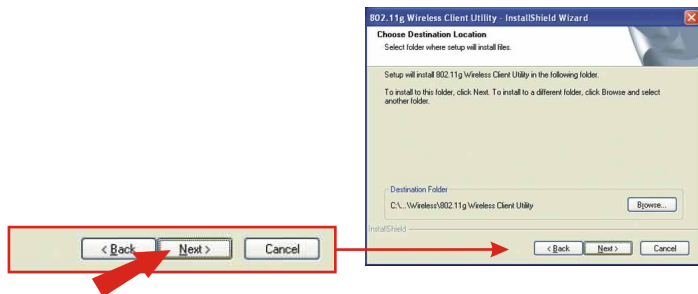 802.11g Wireless Client Utility - InstallShield Wizard
Choose Destination Location
Select folder where setup will install files.
Setup will install 802.11g Wireless Client Utility in the following folder.
To install to this folder, click Next. To install to a different folder, click Browse and select
another folder.
Destination Folder
C:\...\Wireless\802.11g Wireless Client Utility
Browse...
InstallShield
< Back Next > Cancel
< Back Next > Cancel